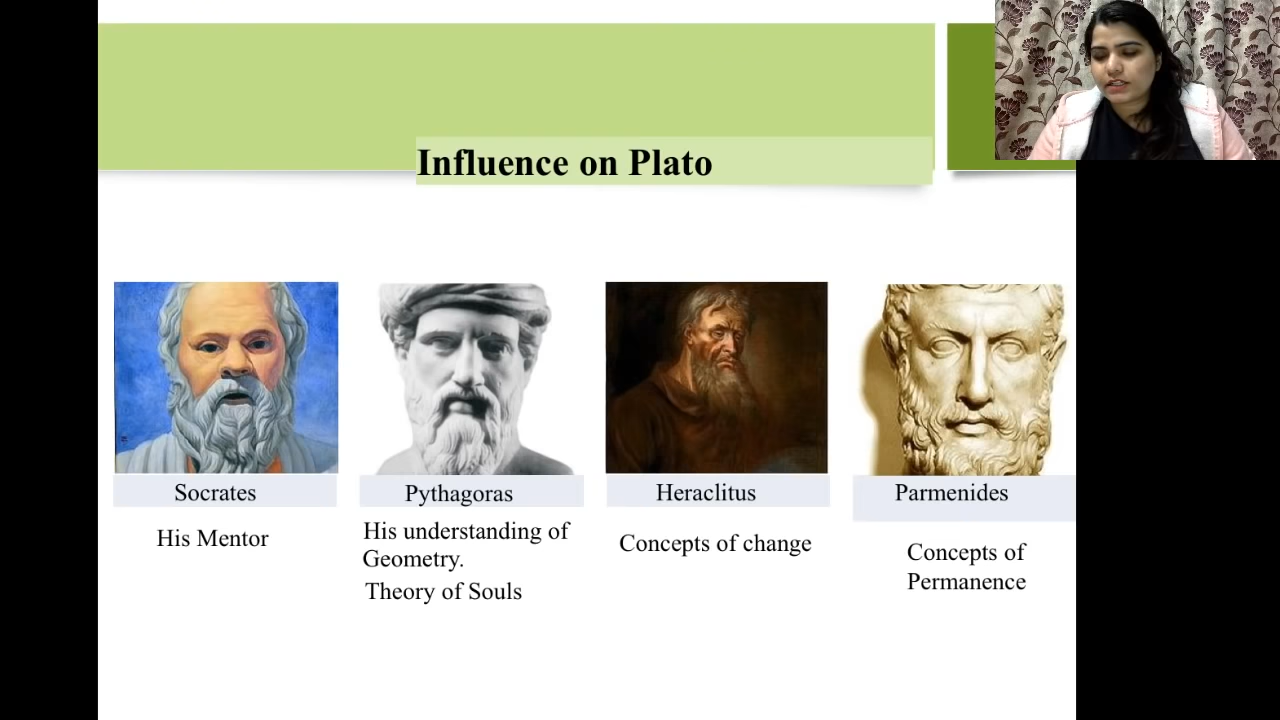 Influence on Plato
Socrates
His Mentor
Pythagoras
His understanding of
Geometry.
Theory of Souls
Heraclitus
Concepts of change
Parmenides
Concepts of
Permanence